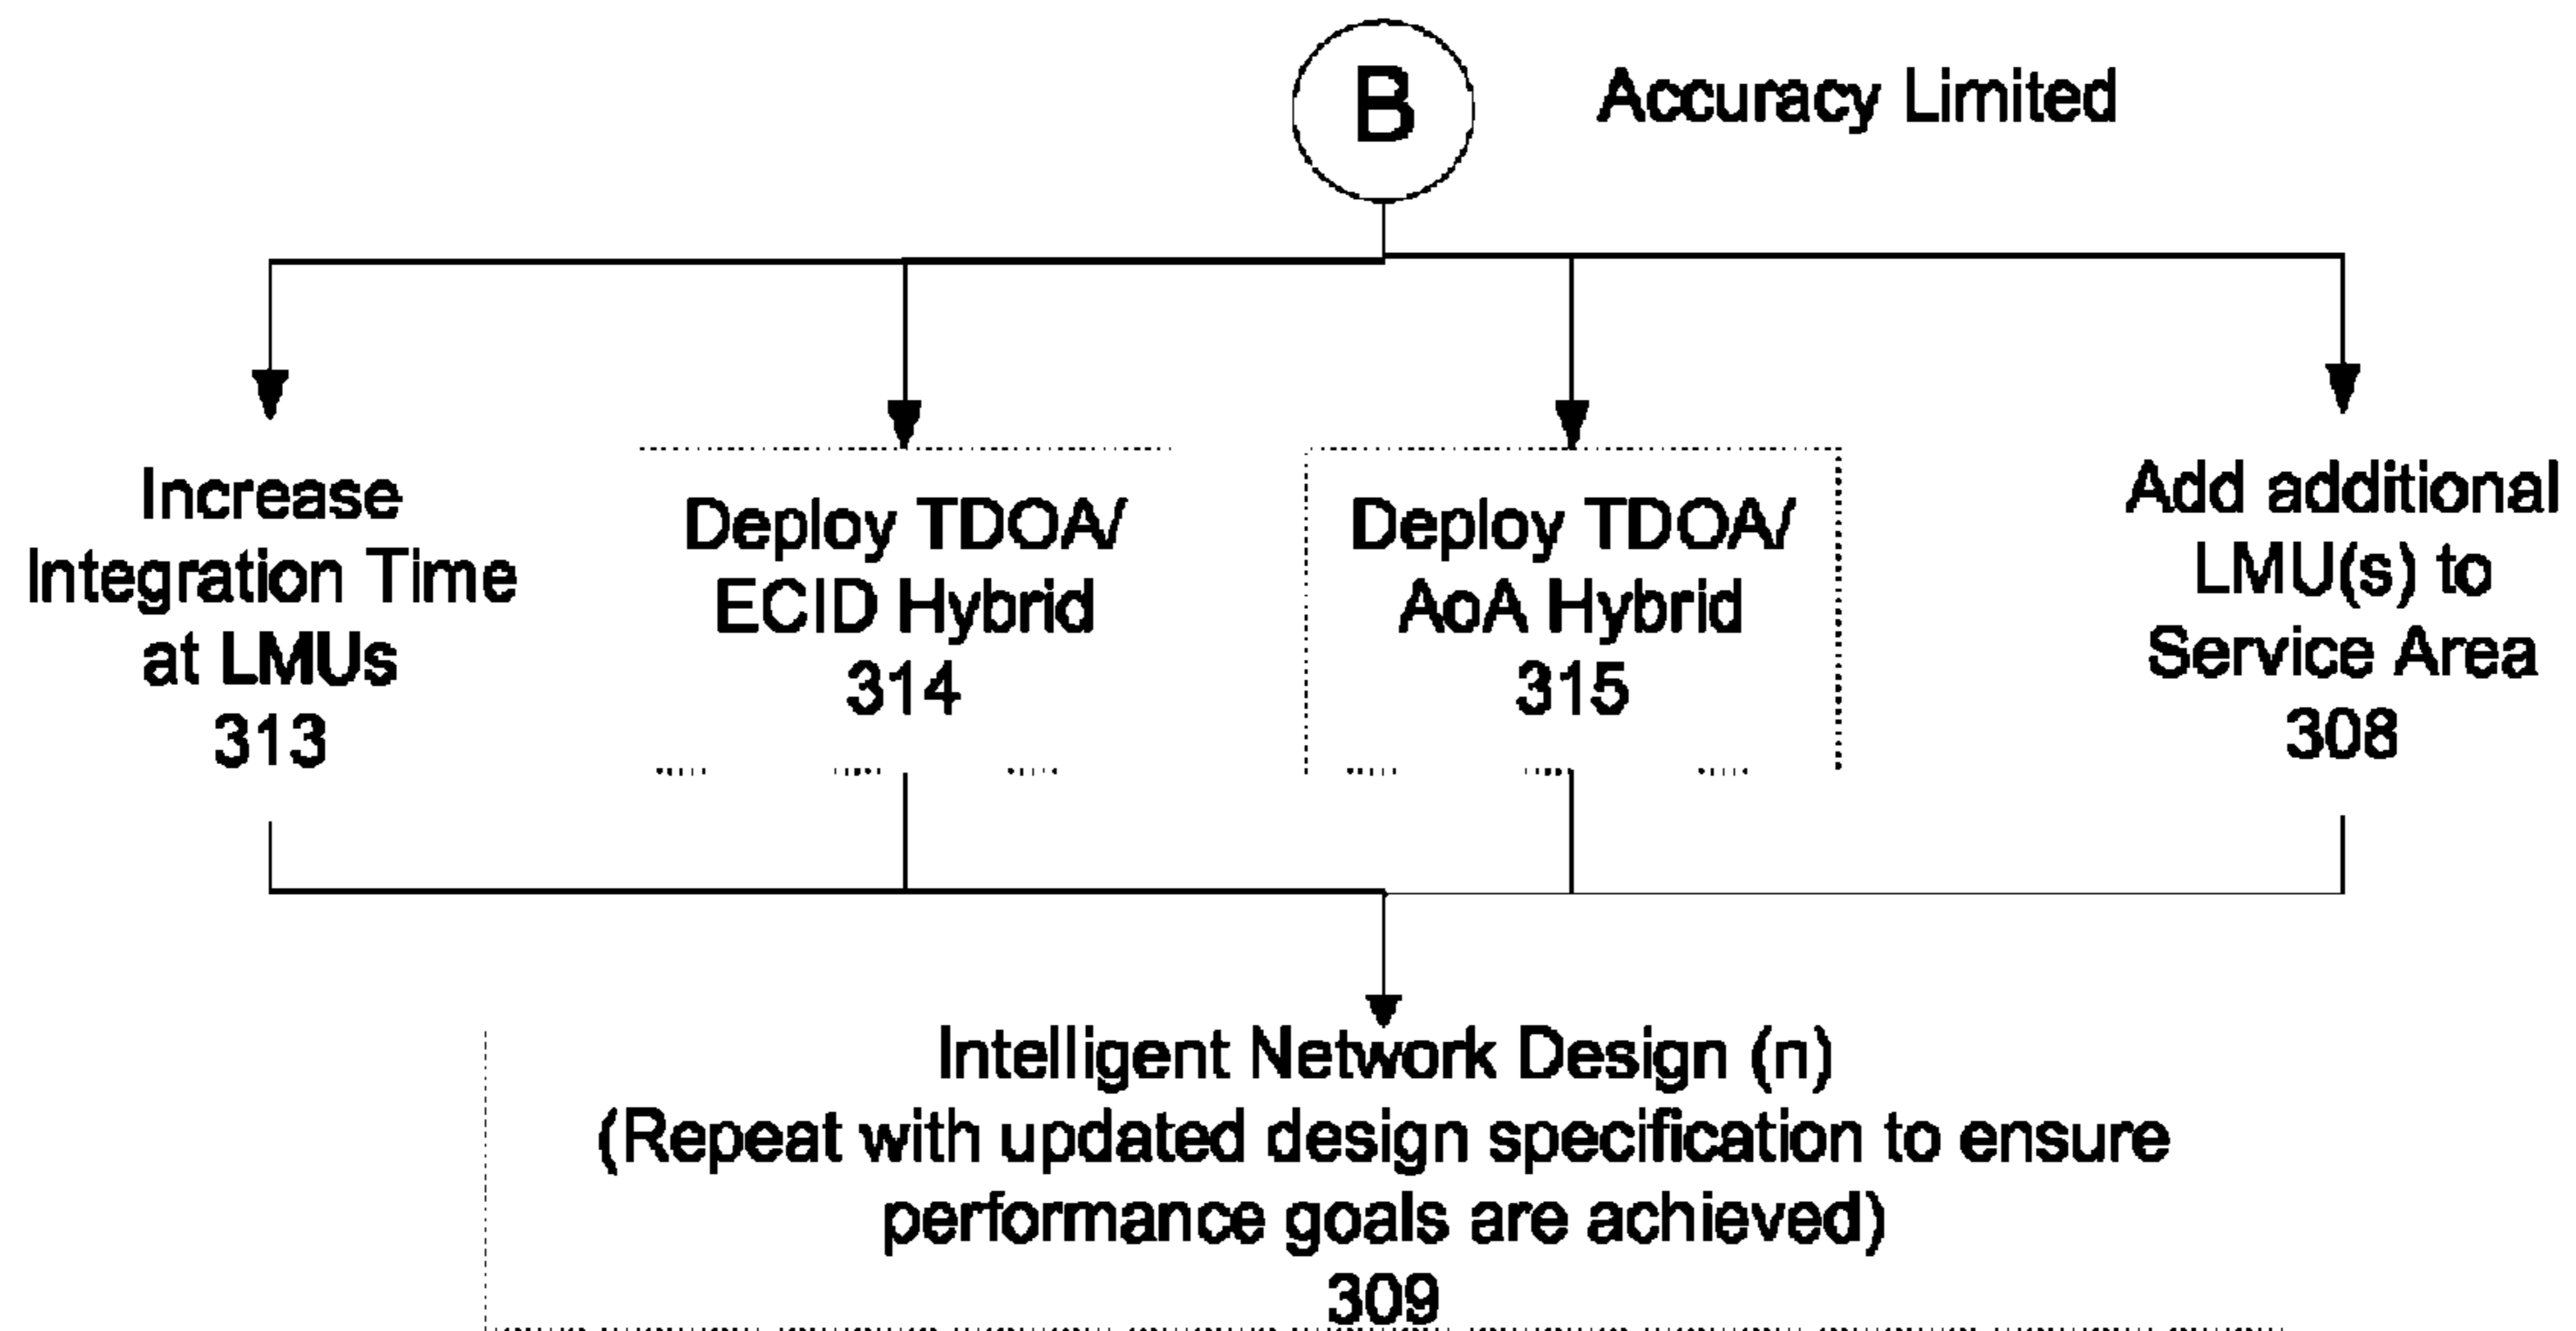 B
Accuracy Limited
Increase
Integration Time
at LMUs
313
Deploy TDOA/
ECID Hybrid
314
Deploy TDOA/
AoA Hybrid
315
Add additional
LMU(s) to
Service Area
308
Intelligent Network Design (n)
(Repeat with updated design specification to ensure
performance goals are achieved)
309